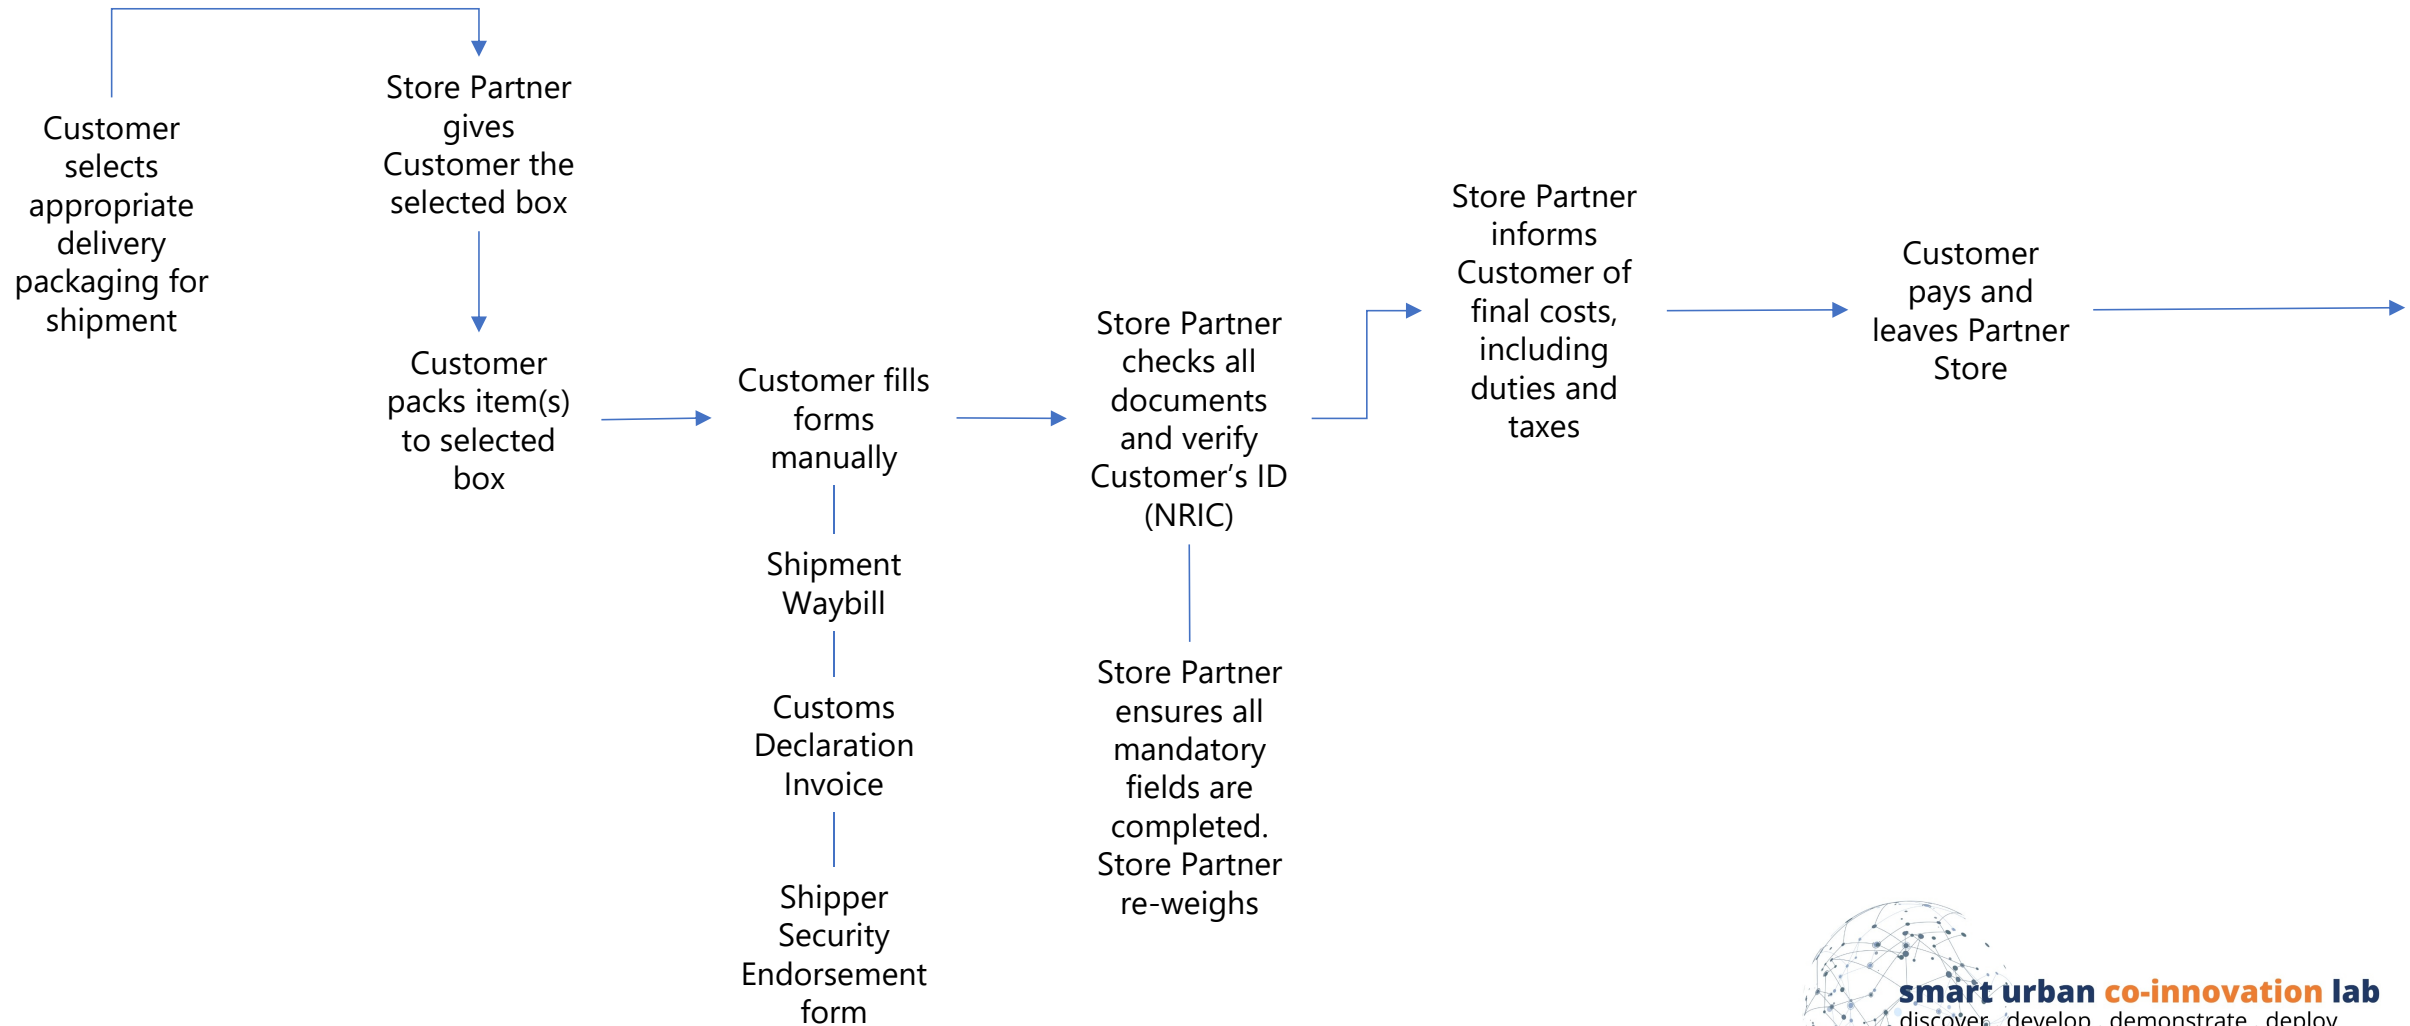 Customer
selects
appropriate
delivery
packaging for
shipment
Store Partner
gives
Customer the
selected box
Customer
packs item(s)
to selected
box
Customer fills
forms
manually
Shipment
Waybill
Customs
Declaration
Invoice
Shipper
Security
Endorsement
form
Store Partner
checks all
documents
and verify
Customer’s ID
(NRIC)
Store Partner
ensures all
mandatory
fields are
completed.
Store Partner
re-weighs
Store Partner
informs
Customer of
final costs,
including
duties and
taxes
Customer
pays and
leaves Partner
Store
smart urban co-innovation lab
discover develop demonstrate deploy